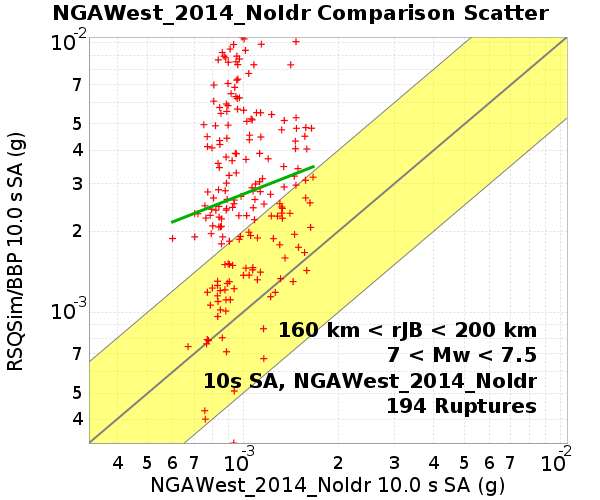 NGAWest_2014_NoIdr Comparison Scatter
RSQSim/BBP 10.0 s SA (g)
10-2
7
5
4
3
2
10-3
7
5
4
160 km < rJB < 200 km
7 < Mw < 7.5
10s SA, NGAWest_2014_NoIdr
194 Ruptures
4 5 6 7 10-3 2 3 4 5 6 7 10-2
NGAWest_2014_NoIdr 10.0 s SA (g)